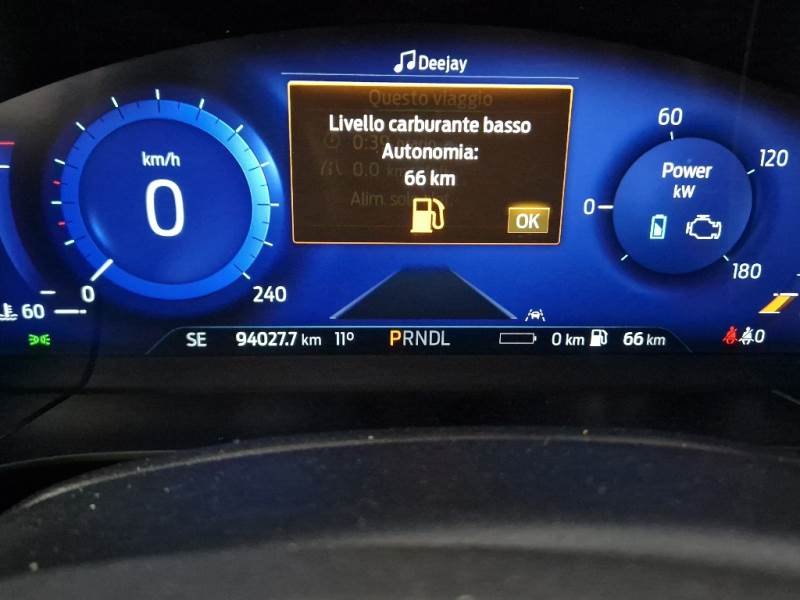 Deejay
Questo viaggio
Livello carburante basso
Autonomia:
66 km
OK
km/h
0
0
240
60
Power
kW
0
60
120
180
SE 94027.7 km 11° PRNDL 0 km 66 km
0